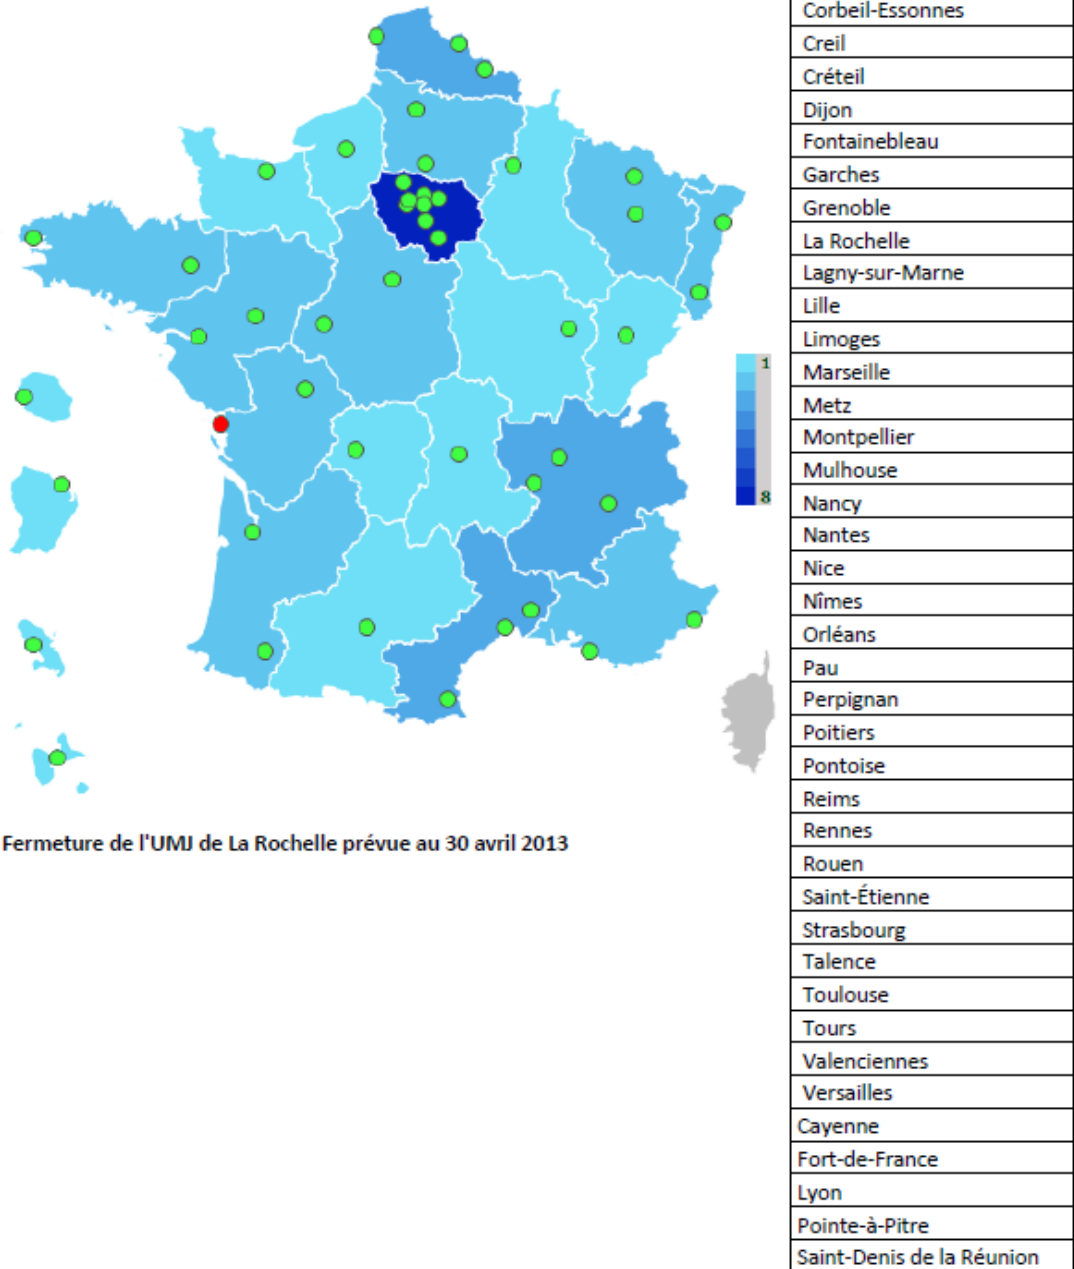 1
8
Fermeture de l'UMJ de La Rochelle prévue au 30 avril 2013
Corbeil-Essonnes
Creil
Créteil
Dijon
Fontainebleau
Garches
Grenoble
La Rochelle
Lagny-sur-Marne
Lille
Limoges
Marseille
Metz
Montpellier
Mulhouse
Nancy
Nantes
Nice
Nîmes
Orléans
Pau
Perpignan
Poitiers
Pontoise
Reims
Rennes
Rouen
Saint-Étienne
Strasbourg
Talence
Toulouse
Tours
Valenciennes
Versailles
Cayenne
Fort-de-France
Lyon
Pointe-à-Pitre
Saint-Denis de la Réunion